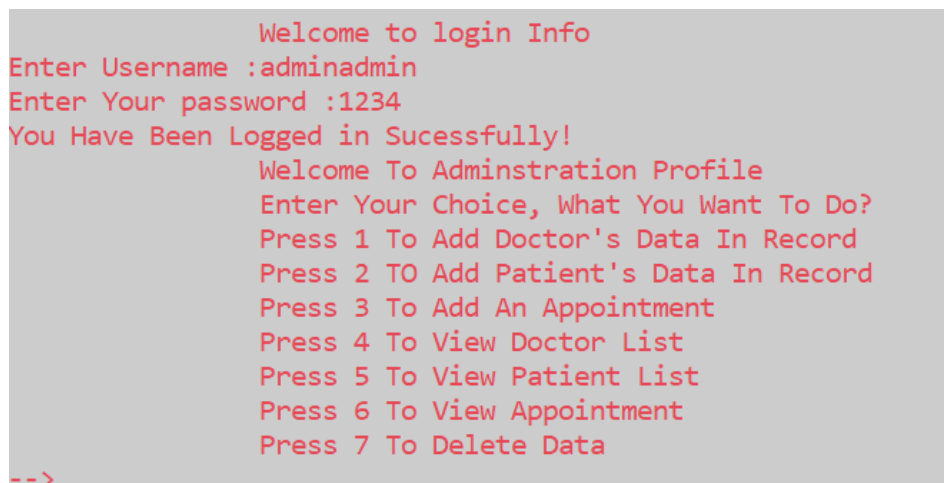 Welcome to login Info
Enter Username :adminadmin
Enter Your password :1234
You Have Been Logged in Sucessfully!
Welcome To Adminstration Profile
Enter Your Choice, What You Want To Do?
Press 1 To Add Doctor's Data In Record
Press 2 TO Add Patient's Data In Record
Press 3 To Add An Appointment
Press 4 To View Doctor List
Press 5 To View Patient List
Press 6 To View Appointment
Press 7 To Delete Data
-->